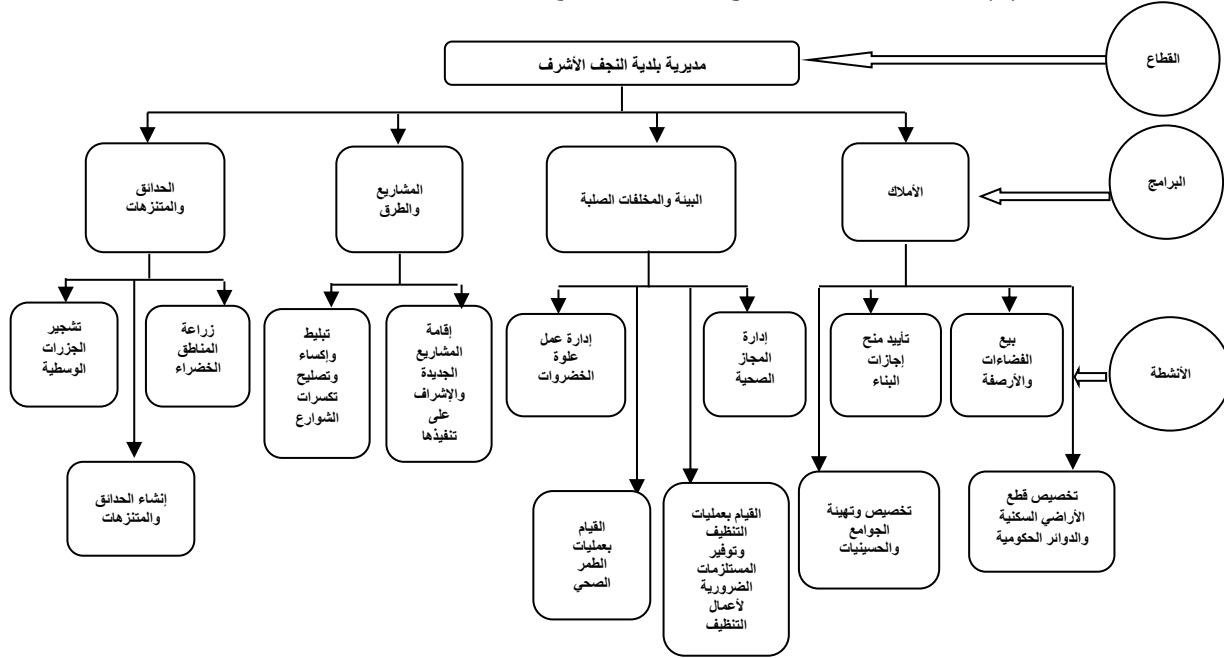 القطاع
مديرية بلدية النجف الأشرف
البرامج
الأملاك
البيئة والمخلفات الصلبة
المشاريع
والطرق
الحدائق
والمتنزهات
الأنشطة
بيع
الفضاءات
والأرصفة
تأييد منح
إجازات
البناء
إدارة
المجاز
الصحية
إدارة عمل
علوة
الخضروات
إقامة
المشاريع
الجديدة
والإشراف
على
تنفيذها
تبليط
وإكساء
وتصليح
تكسرات
الشوارع
زراعة
المناطق
الخضراء
تشجير
الجزرات
الوسطية
تخصيص قطع
الأراضي السكنية
والدوائر الحكومية
تخصيص وتهيئة
الجوامع
والحسينيات
القيام بعمليات
التنظيف
وتوفير
المستلزمات
الضرورية
لأعمال
التنظيف
القيام
بعمليات
الطمر
الصحي
إنشاء الحدائق
والمتنزهات